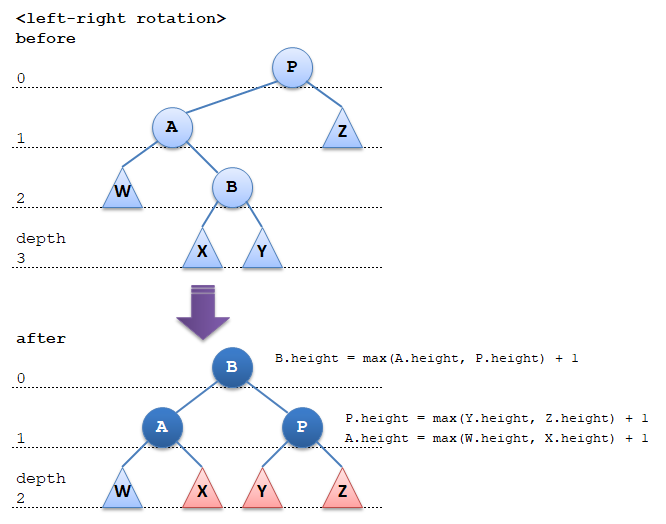 <left-right rotation>
before
P
0
A
Z
1
W
B
2
depth
X
Y
3
after
B
B.height = max(A.height, P.height) + 1
0
A
P
P.height = max(Y.height, Z.height) + 1
1
A.height = max(W.height, X.height) + 1
depth
W
X
Y
Z
2